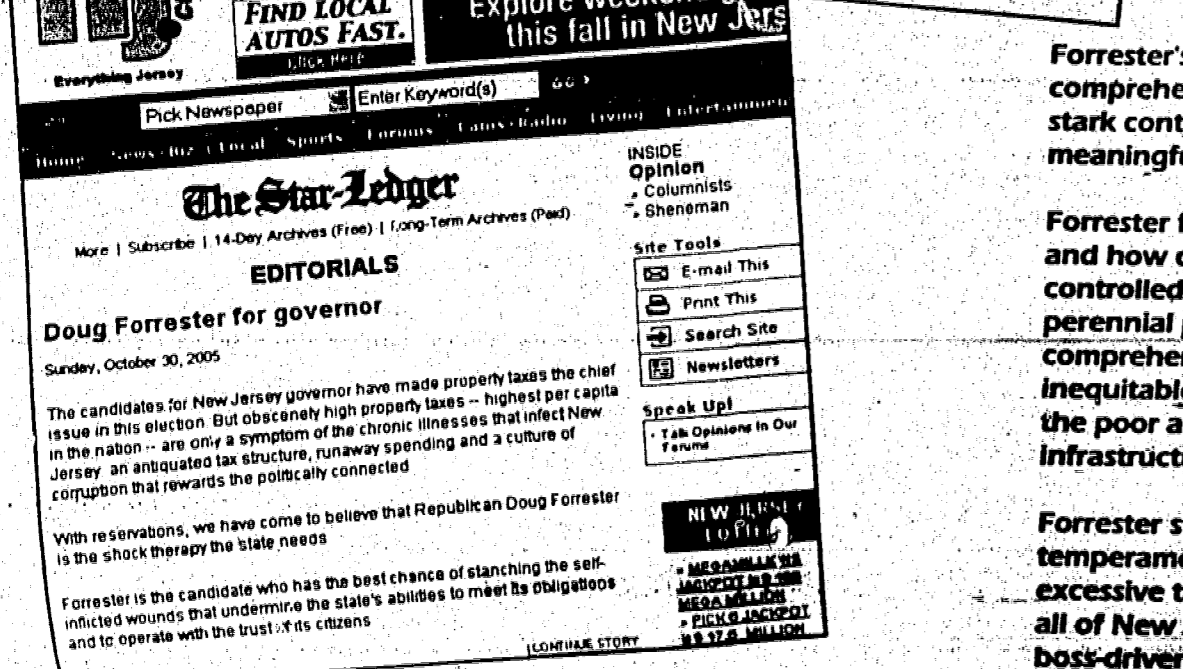 FIND LOCAL
AUTOS FAST.
this fall in New Jers
Everything Jersey
Pick Newspaper
Enter Keyword(s)
Home
Local Sports Forums Living Entertainmen
The Star-Ledger
More | Subscribe | 14-Day Archives (Free) | Long-Term Archives (Paid)
EDITORIALS
Doug Forrester for governor
Sunday, October 30, 2005
The candidates for New Jersey governor have made property taxes the chief
issue in this election. But obscenely high property taxes -- highest per capita
in the nation -- are only a symptom of the chronic illnesses that infect New
Jersey an antiquated tax structure, runaway spending and a culture of
corruption that rewards the politically connected
With reservations, we have come to believe that Republican Doug Forrester
is the shock therapy the state needs
Forrester is the candidate who has the best chance of stanching the self-
inflicted wounds that undermine the state's abilities to meet its obligations
and to operate with the trust of its citizens
CONTINUE STORY
INSIDE
Opinion
Columnists
Sheneman
Site Tools
E-mail This
Print This
Search Site
Newsletters
Speak Up!
Talk Opinions in Our
Forums
NEW JERSEY
JACKPOT
MEGA MILLION
PICK 6 JACKPOT
MILLION
Forrester's
comprehe
stark cont
meaningfu
Forrester f
and how
controlled
perennial
comprehe
inequitabl
the poor a
infrastruct
Forrester s
temperame
excessive t
all of New
boss-driven